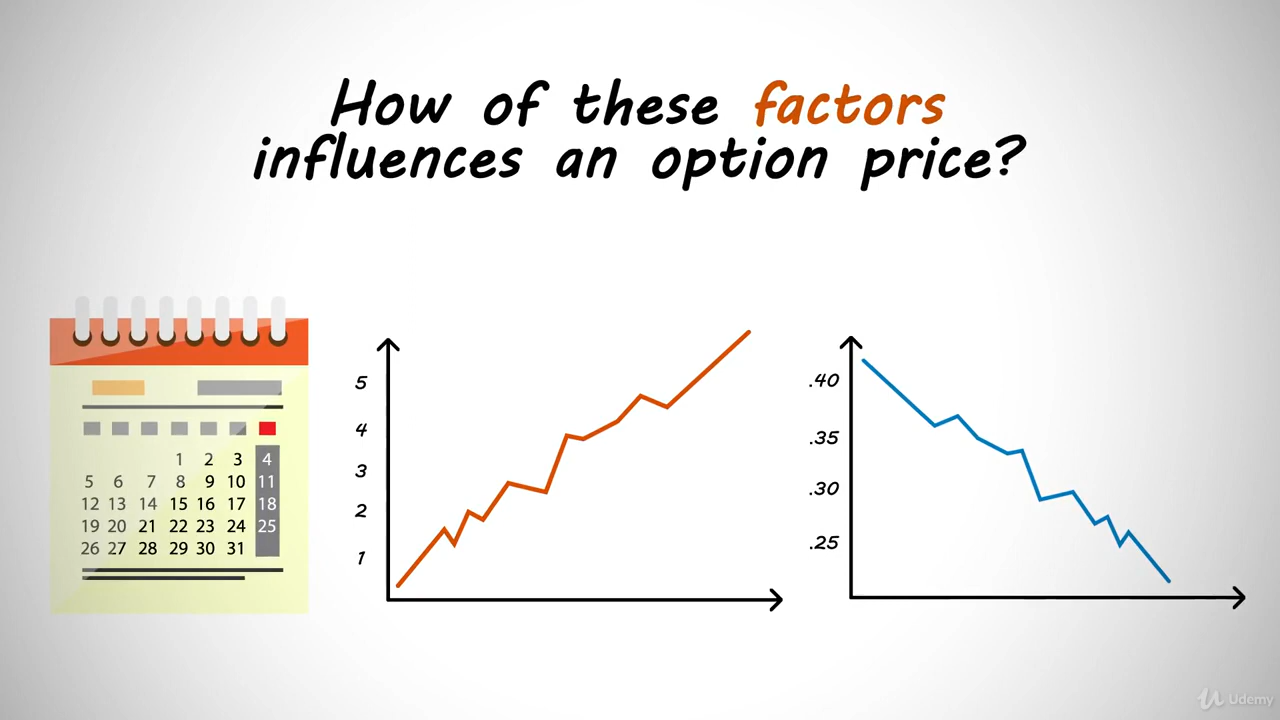 How of these factors
influences an option price?
1 2 3 4
5 6 7 8 9 10 11
12 13 14 15 16 17 18
19 20 21 22 23 24 25
26 27 28 29 30 31
5
4
3
2
1
.40
.35
.30
.25
Udemy